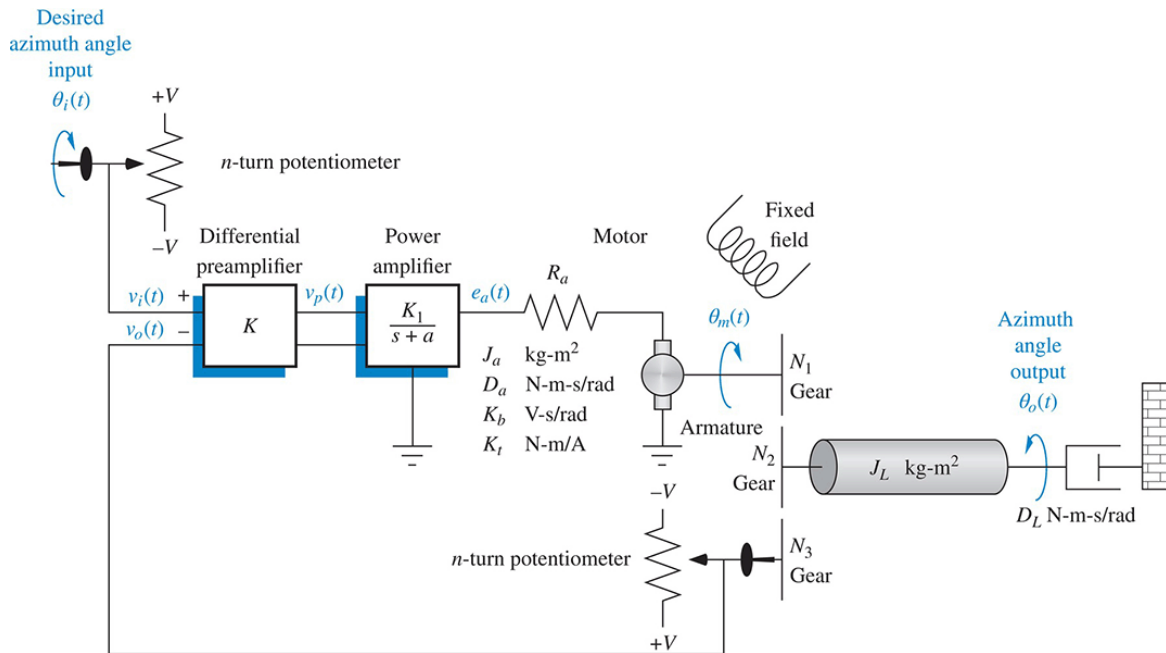 Desired
azimuth angle
input
θi(t)
+V
n-turn potentiometer
−V
Differential
preamplifier
Power
amplifier
Motor
Fixed
field
vi(t)
+
vo(t)
−
K
vp(t)
K1
s + a
ea(t)
Ra
Ja kg-m²
Da N-m-s/rad
Kb V-s/rad
Kt N-m/A
θm(t)
Armature
N1
Gear
N2
Gear
JL kg-m²
Azimuth
angle
output
θo(t)
DL N-m-s/rad
−V
n-turn potentiometer
+V
N3
Gear